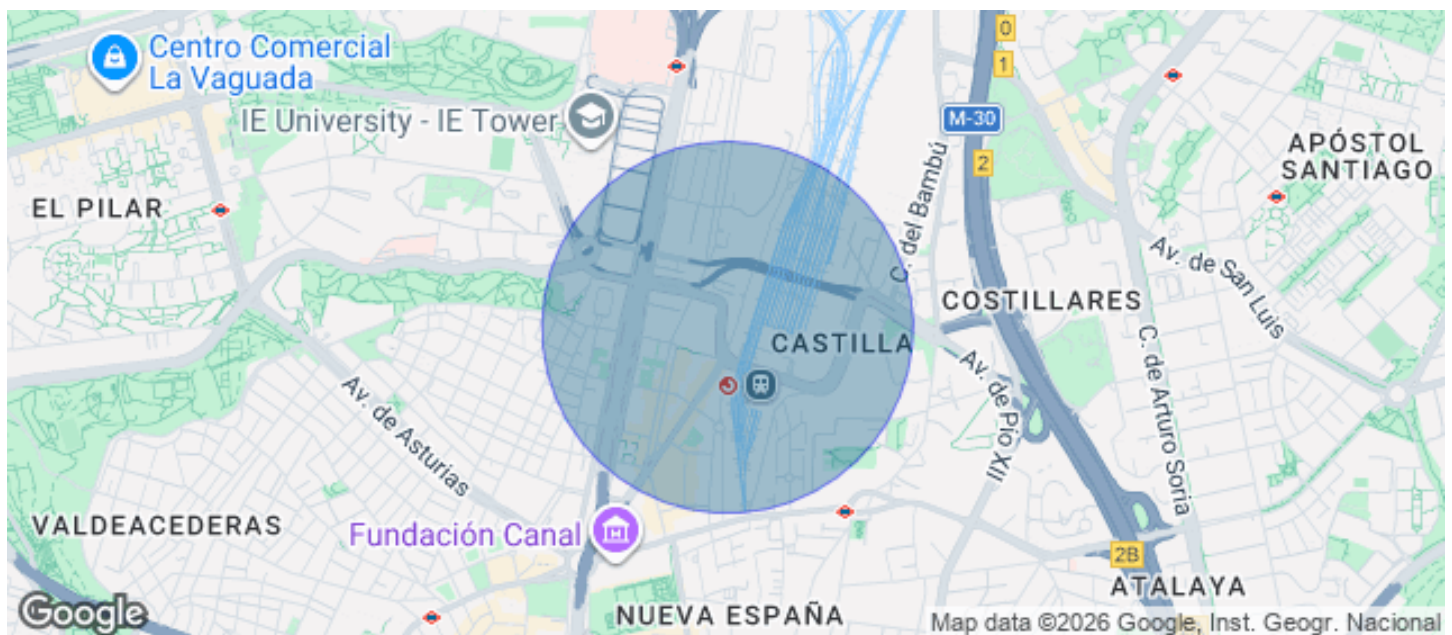 Centro Comercial
La Vaguada
IE University - IE Tower
0
1
M-30
2
APÓSTOL
SANTIAGO
EL PILAR
C. del Bambú
Av. de San Luis
COSTILLARES
CASTILLA
C. de Arturo Soria
Av. de Pío XII
Av. de Asturias
VALDEACEDERAS
Fundación Canal
2B
ATALAYA
NUEVA ESPAÑA
Google
Map data ©2026 Google, Inst. Geogr. Nacional